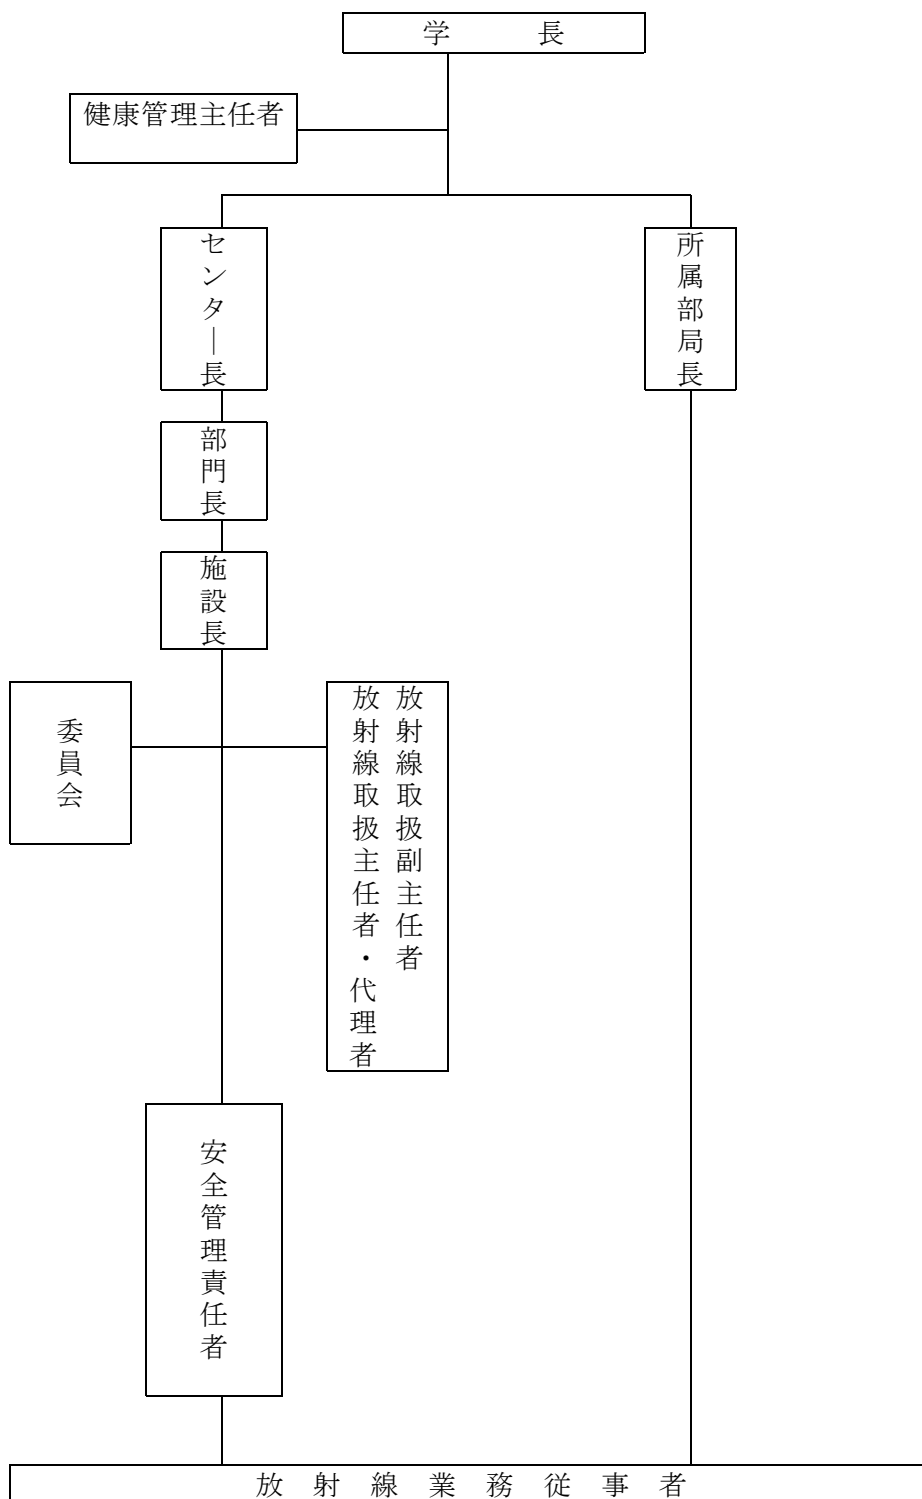 学 長
健康管理主任者
センター長
所属部局長
部門長
施設長
委員会
放射線取扱副主任者
放射線取扱主任者・代理者
安全管理責任者
放 射 線 業 務 従 事 者